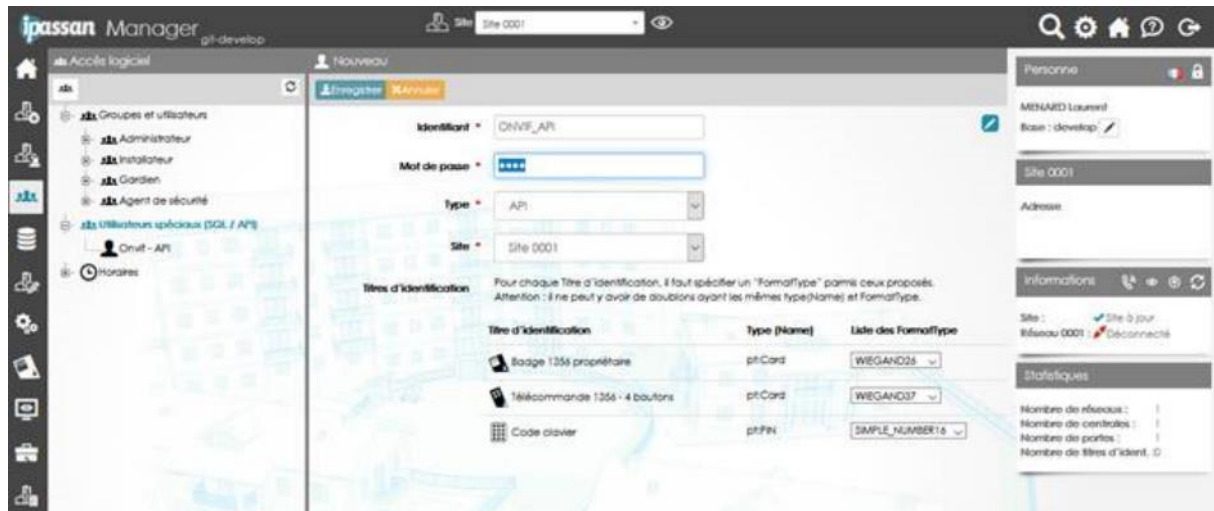 ipassan Manager git-develop
Site Site 0001
Accès logiciel
Nouveau
Enregistrer Annuler
Groupes et utilisateurs
Administrateur
Installateur
Gardien
Agent de sécurité
Utilisateurs spéciaux (SQL / API)
Onvif - API
Horaires
Identifiant * ONVIF_API
Mot de passe *
Type * API
Site * Site 0001
Titres d'identification
Pour chaque Titre d'identification, il faut spécifier un "FormatType" parmis ceux proposés.
Attention : il ne peut y avoir de doublons ayant les mêmes type(Name) et FormatType.
Titre d'identification Type (Name) Liste des FormatType
Badge 1356 propriétaire pt:Card WIEGAND26
Télécommande 1356 - 4 boutons pt:Card WIEGAND37
Code clavier pt:PIN SIMPLE_NUMBER16
Personne
MENARD Laurent
Base : develop
Site 0001
Adresse
Informations
Site : Site à jour
Réseau 0001 : Déconnecté
Statistiques
Nombre de réseaux : 1
Nombre de centrales : 1
Nombre de portes : 1
Nombre de titres d'ident. :0